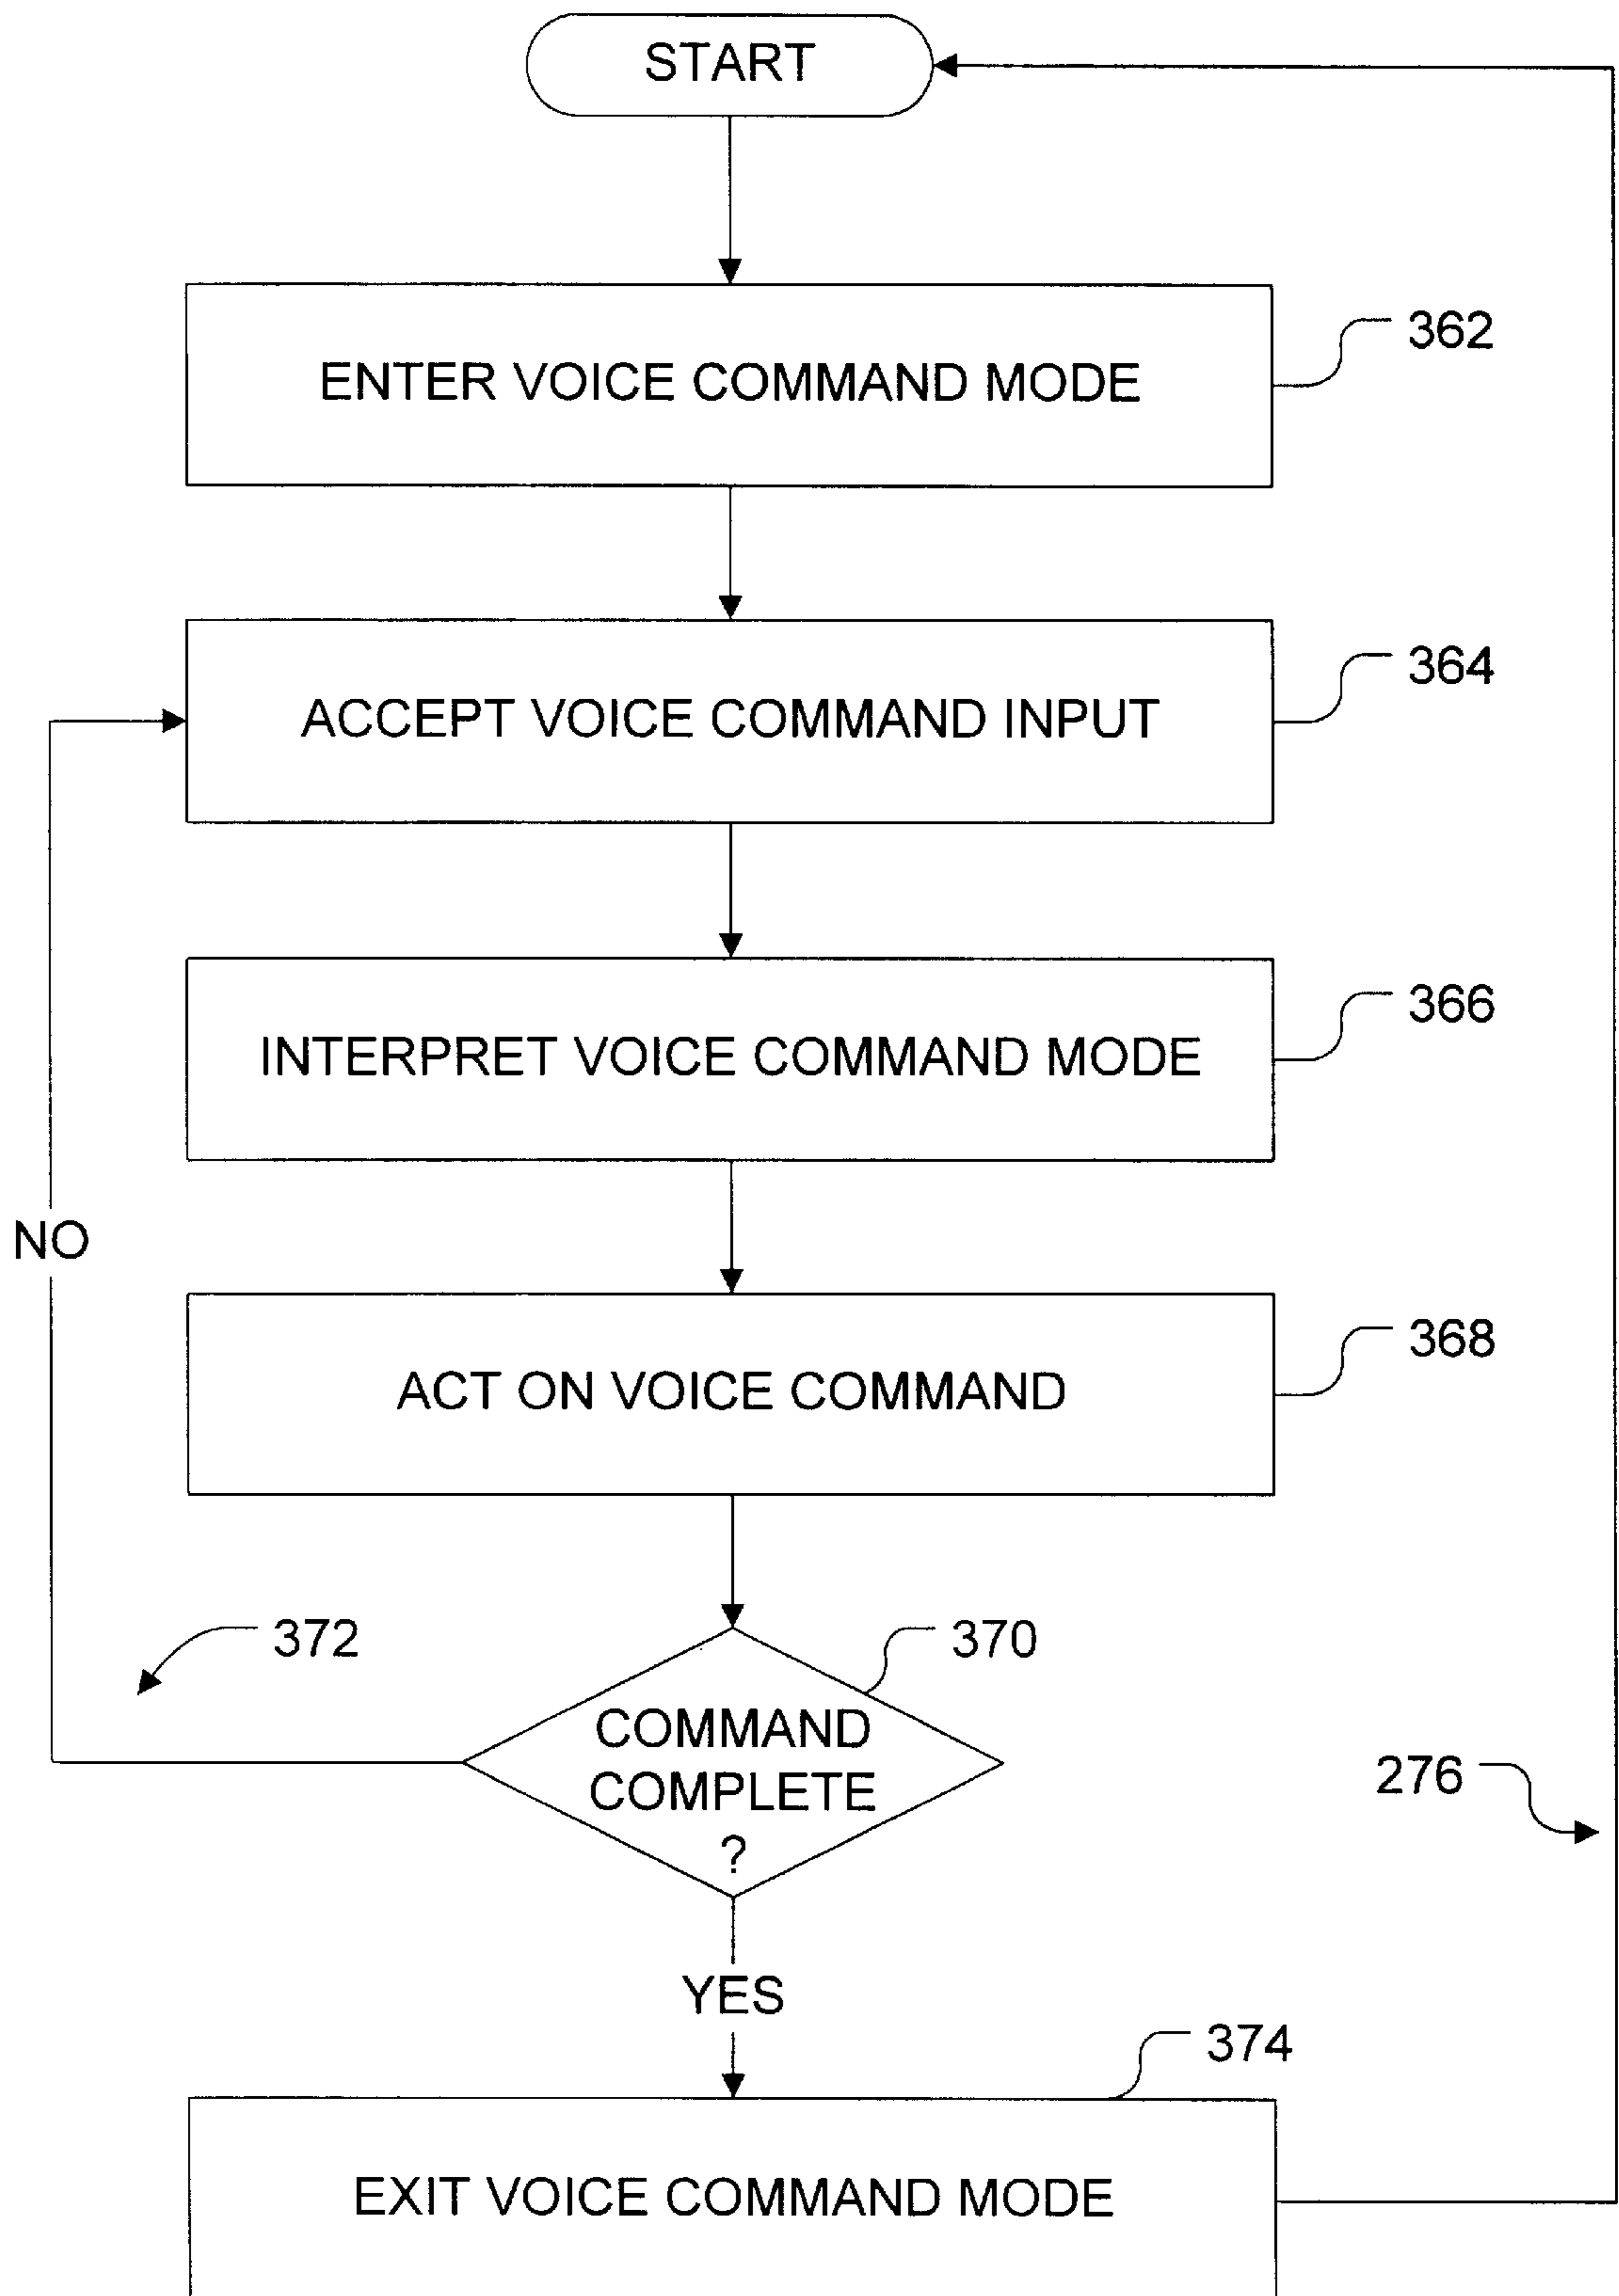 START
ENTER VOICE COMMAND MODE
362
ACCEPT VOICE COMMAND INPUT
364
INTERPRET VOICE COMMAND MODE
366
NO
ACT ON VOICE COMMAND
368
372
370
COMMAND
COMPLETE
?
276
YES
374
EXIT VOICE COMMAND MODE